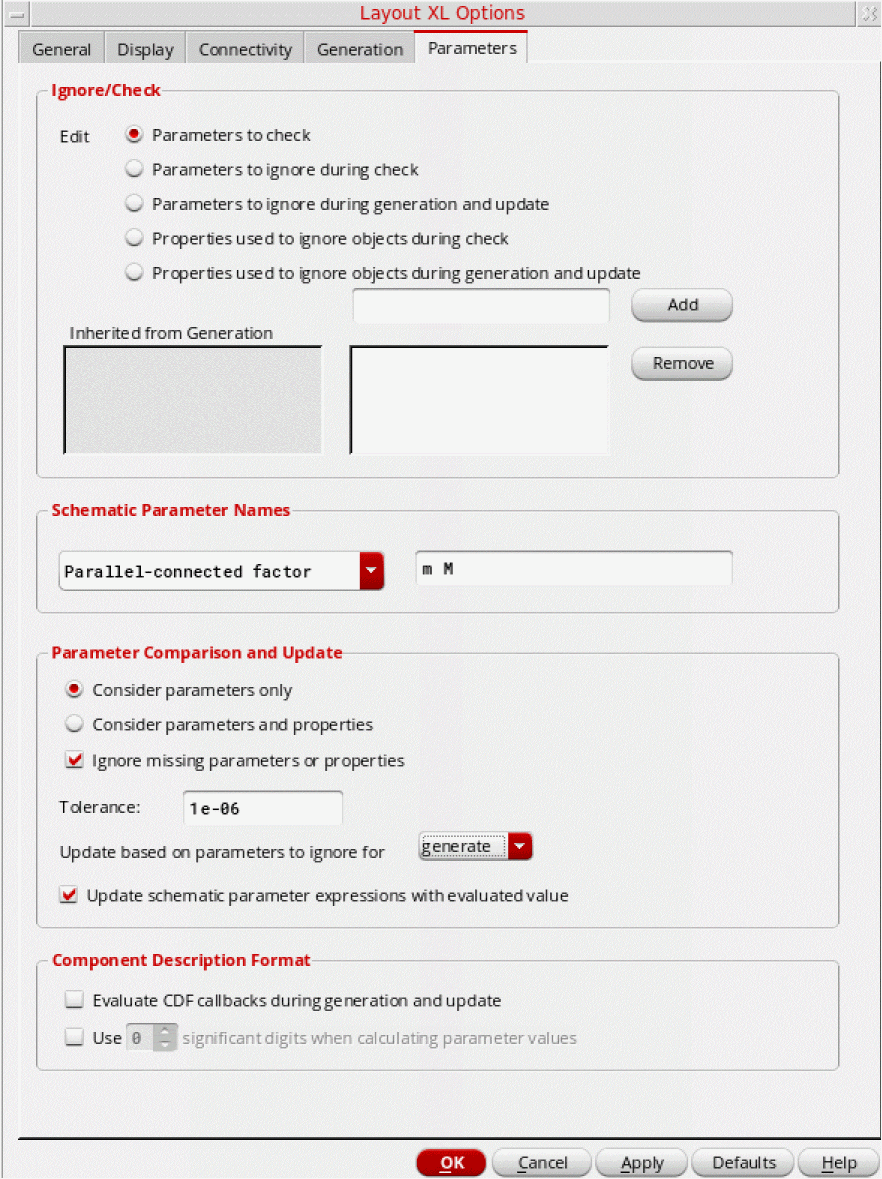 Layout XL Options
General Display Connectivity Generation Parameters
Ignore/Check
Edit Parameters to check
Parameters to ignore during check
Parameters to ignore during generation and update
Properties used to ignore objects during check
Properties used to ignore objects during generation and update
Add
Inherited from Generation
Remove
Schematic Parameter Names
Parallel-connected factor m M
Parameter Comparison and Update
Consider parameters only
Consider parameters and properties
Ignore missing parameters or properties
Tolerance: 1e-06
Update based on parameters to ignore for generate
Update schematic parameter expressions with evaluated value
Component Description Format
Evaluate CDF callbacks during generation and update
Use 0 significant digits when calculating parameter values
OK Cancel Apply Defaults Help